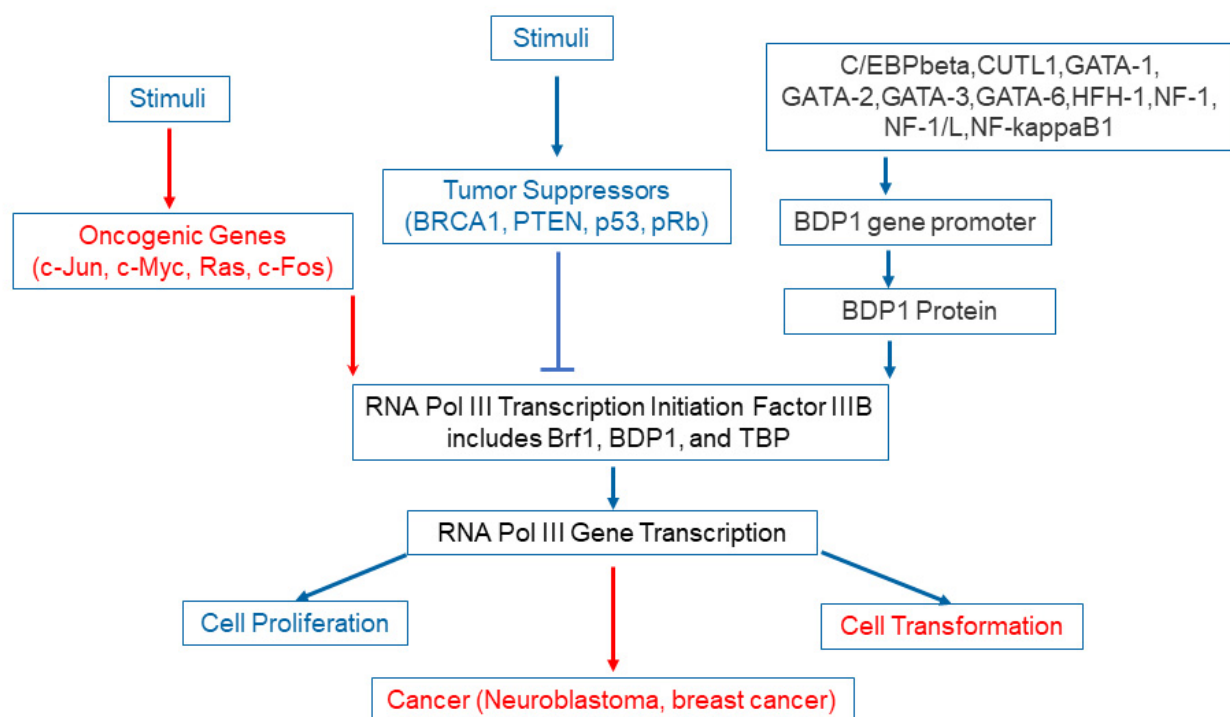 Stimuli
Stimuli
C/EBPbeta,CUTL1,GATA-1,
GATA-2,GATA-3,GATA-6,HFH-1,NF-1,
NF-1/L,NF-kappaB1
Tumor Suppressors
(BRCA1, PTEN, p53, pRb)
Oncogenic Genes
(c-Jun, c-Myc, Ras, c-Fos)
BDP1 gene promoter
BDP1 Protein
RNA Pol III Transcription Initiation Factor IIIB
includes Brf1, BDP1, and TBP
RNA Pol III Gene Transcription
Cell Proliferation
Cell Transformation
Cancer (Neuroblastoma, breast cancer)